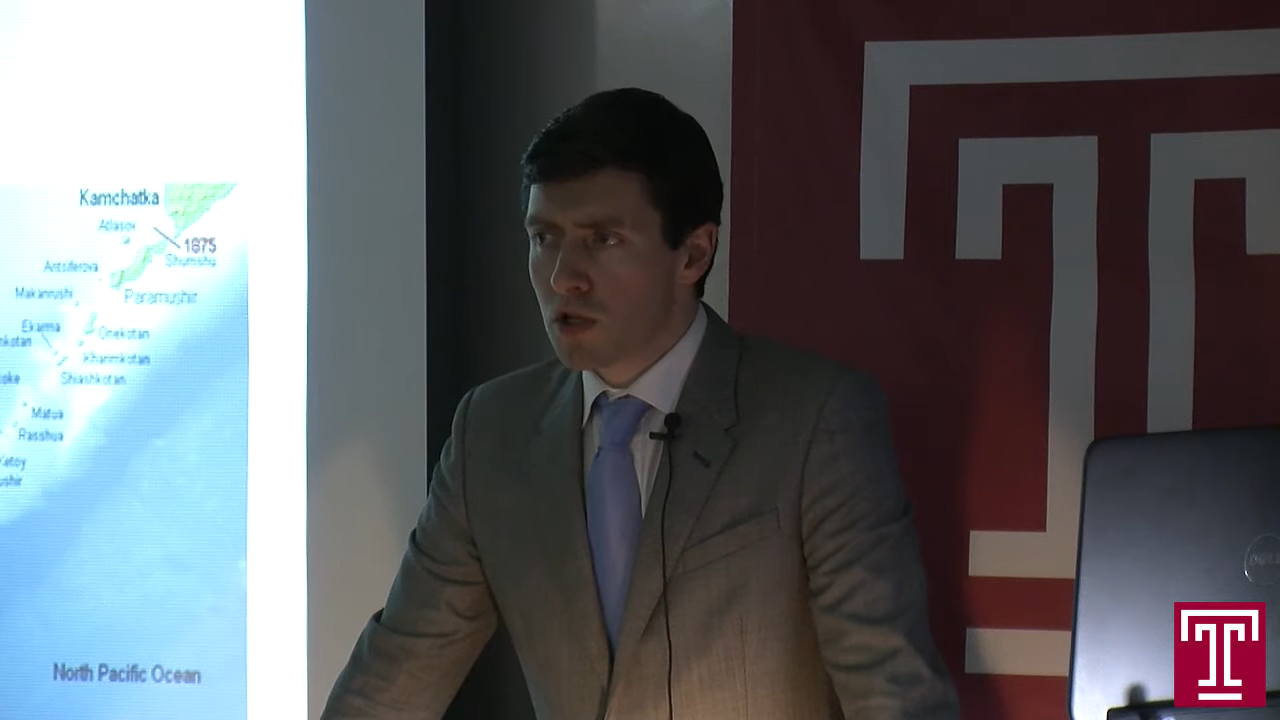 Kamchatka
Atlasov
1875
Shumshu
Antsiferova
Makanrushi
Paramushir
Ekarma
Onekotan
Kharimkotan
Shiashkotan
Matua
Rasshua
North Pacific Ocean
T